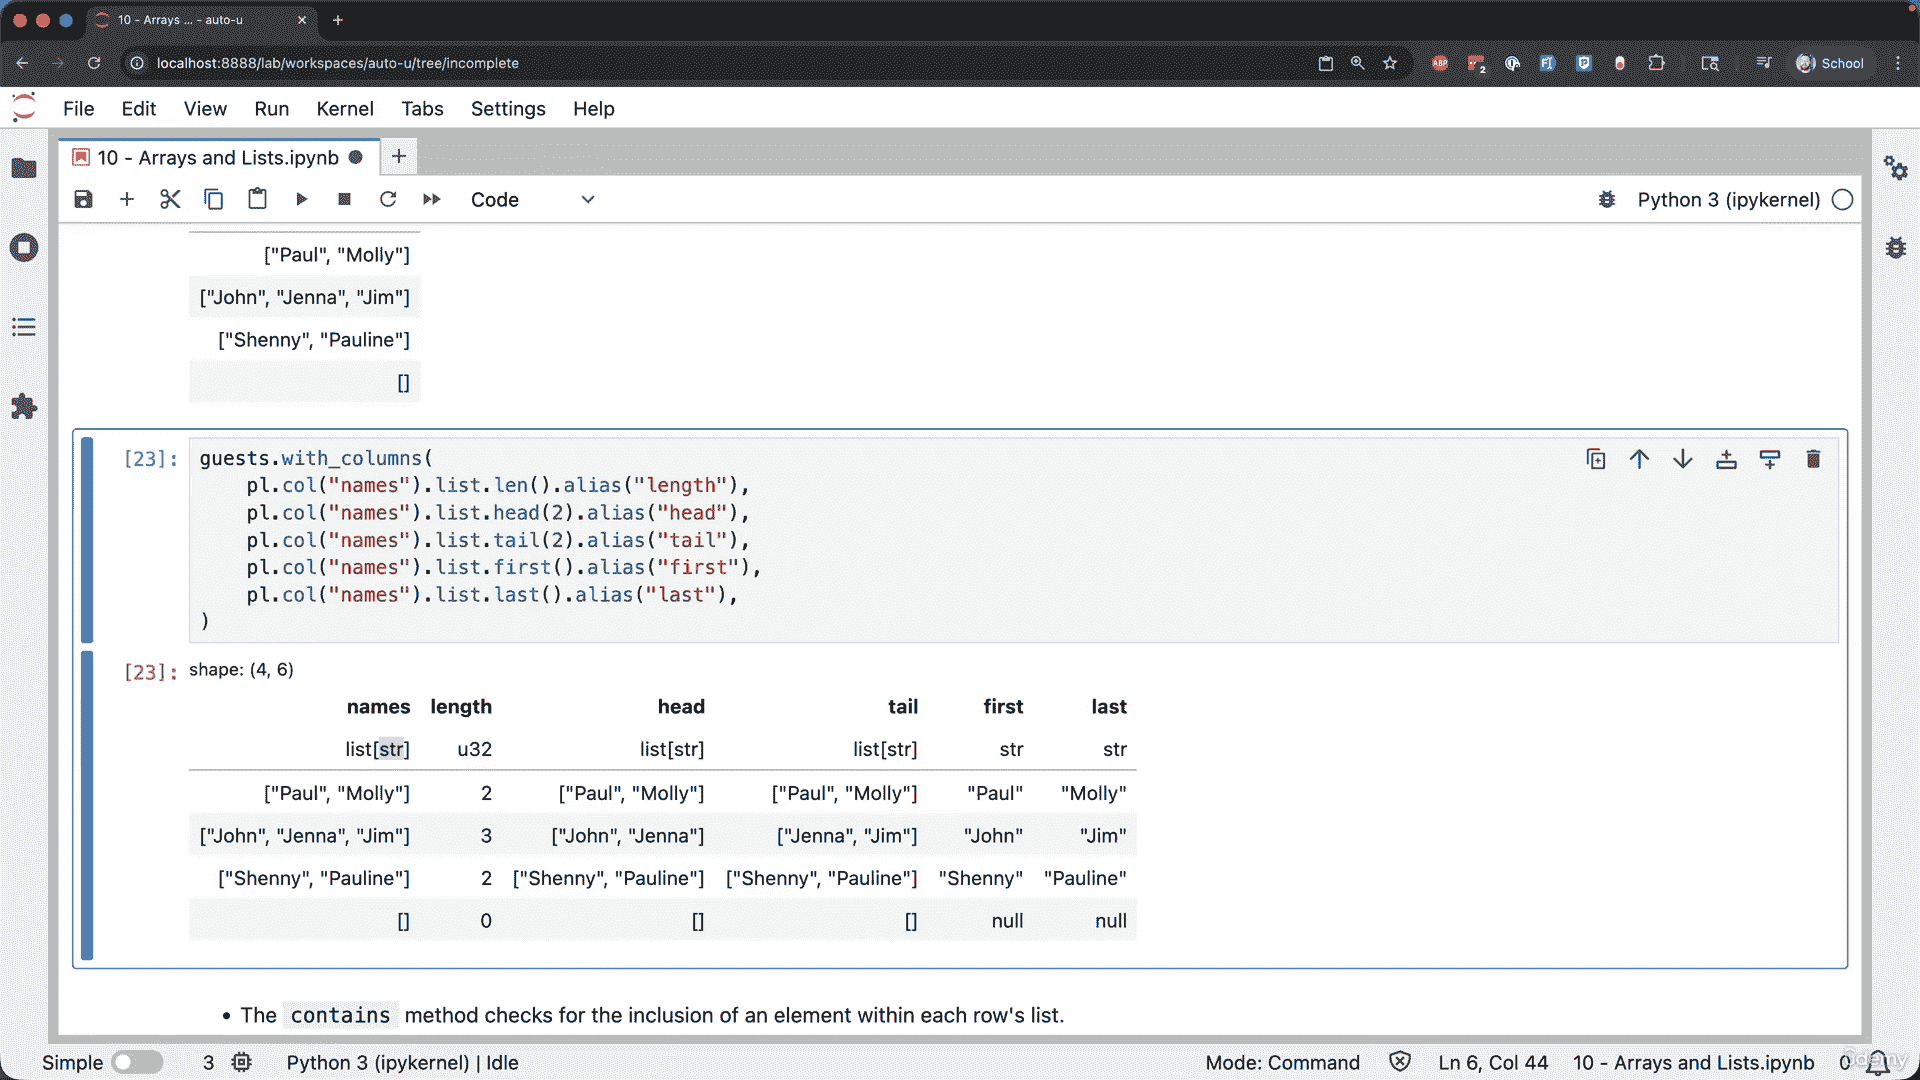 10 - Arrays ... - auto-u
localhost:8888/lab/workspaces/auto-u/tree/incomplete
ABP
2
School
File Edit View Run Kernel Tabs Settings Help
10 - Arrays and Lists.ipynb
Code
Python 3 (ipykernel)
["Paul", "Molly"]
["John", "Jenna", "Jim"]
["Shenny", "Pauline"]
[]
[23]: guests.with_columns(
pl.col("names").list.len().alias("length"),
pl.col("names").list.head(2).alias("head"),
pl.col("names").list.tail(2).alias("tail"),
pl.col("names").list.first().alias("first"),
pl.col("names").list.last().alias("last"),
)
[23]: shape: (4, 6)
names length head tail first last
list[str] u32 list[str] list[str] str str
["Paul", "Molly"] 2 ["Paul", "Molly"] ["Paul", "Molly"] "Paul" "Molly"
["John", "Jenna", "Jim"] 3 ["John", "Jenna"] ["Jenna", "Jim"] "John" "Jim"
["Shenny", "Pauline"] 2 ["Shenny", "Pauline"] ["Shenny", "Pauline"] "Shenny" "Pauline"
[] 0 [] [] null null
• The contains method checks for the inclusion of an element within each row's list.
Simple 3 Python 3 (ipykernel) | Idle Mode: Command Ln 6, Col 44 10 - Arrays and Lists.ipynb 0
Udemy